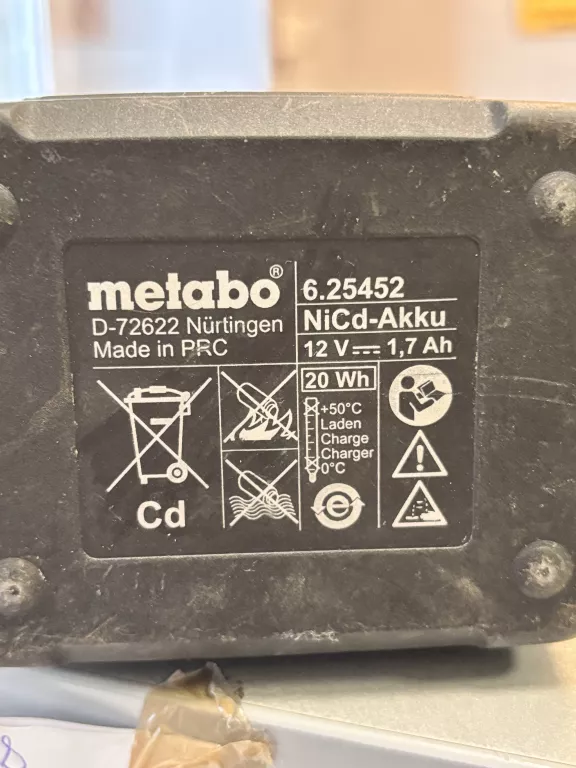 metabo®
D-72622 Nürtingen
Made in PRC
6.25452
NiCd-Akku
12 V⎓ 1,7 Ah
20 Wh
+50°C
Laden
Charge
Charger
0°C
Cd
e